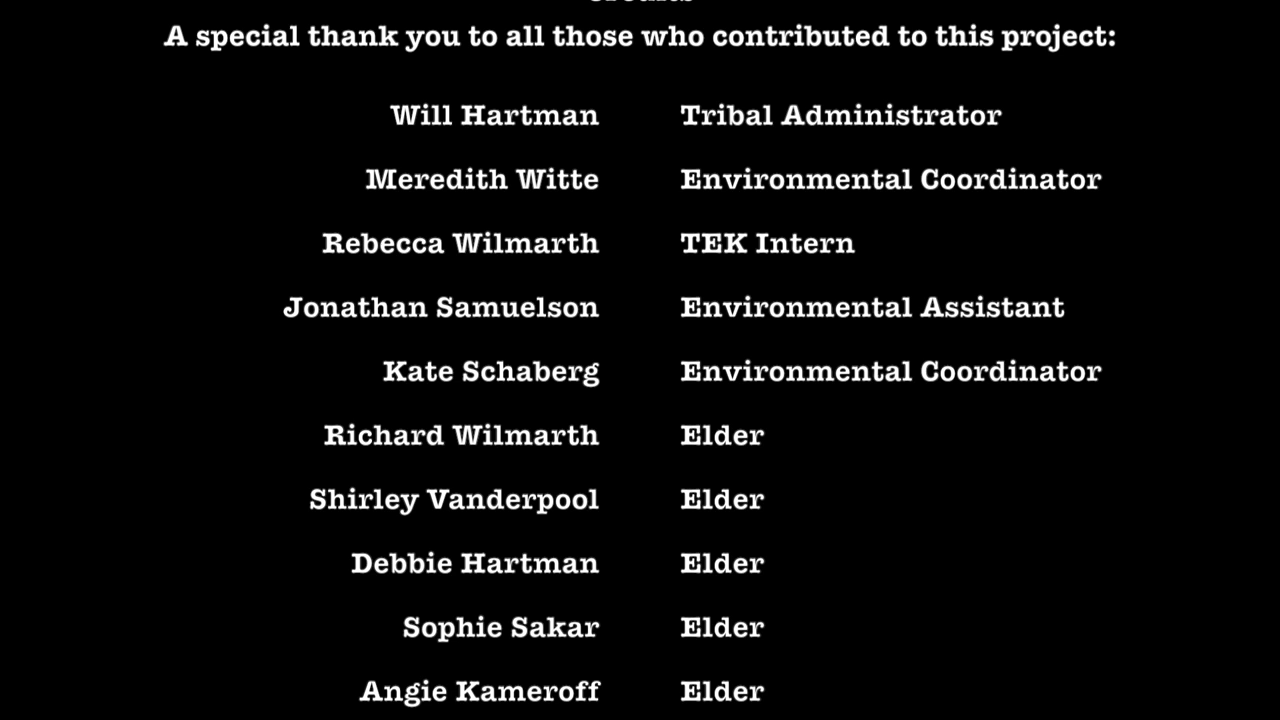 Credits
A special thank you to all those who contributed to this project:
Will Hartman Tribal Administrator
Meredith Witte Environmental Coordinator
Rebecca Wilmarth TEK Intern
Jonathan Samuelson Environmental Assistant
Kate Schaberg Environmental Coordinator
Richard Wilmarth Elder
Shirley Vanderpool Elder
Debbie Hartman Elder
Sophie Sakar Elder
Angie Kameroff Elder